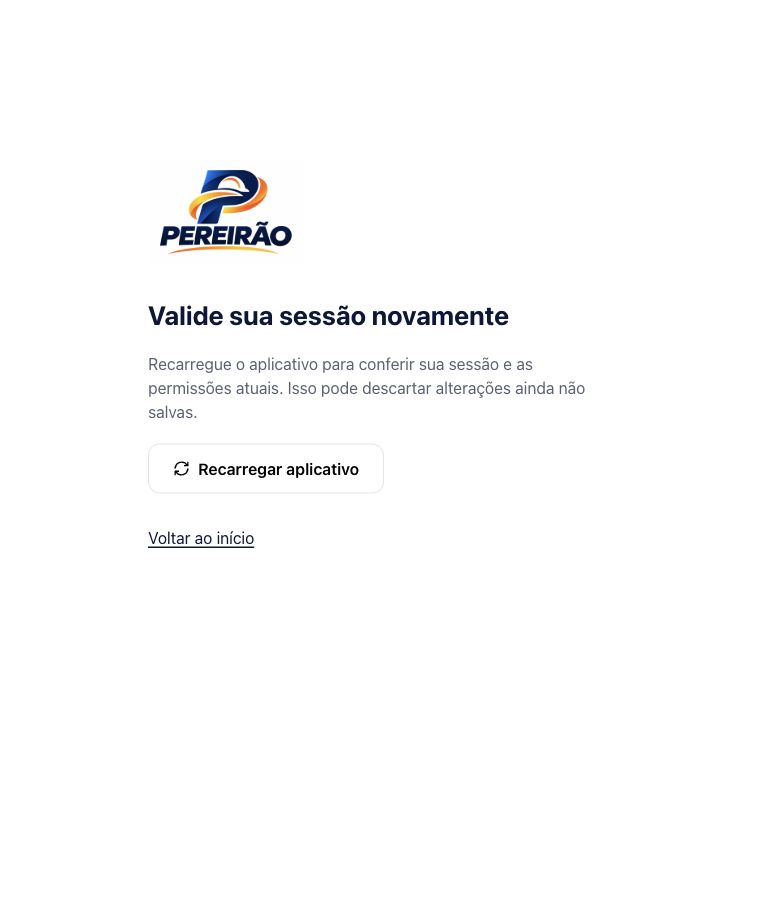 PEREIRÃO
Valide sua sessão novamente
Recarregue o aplicativo para conferir sua sessão e as
permissões atuais. Isso pode descartar alterações ainda não
salvas.
Recarregar aplicativo
Voltar ao início